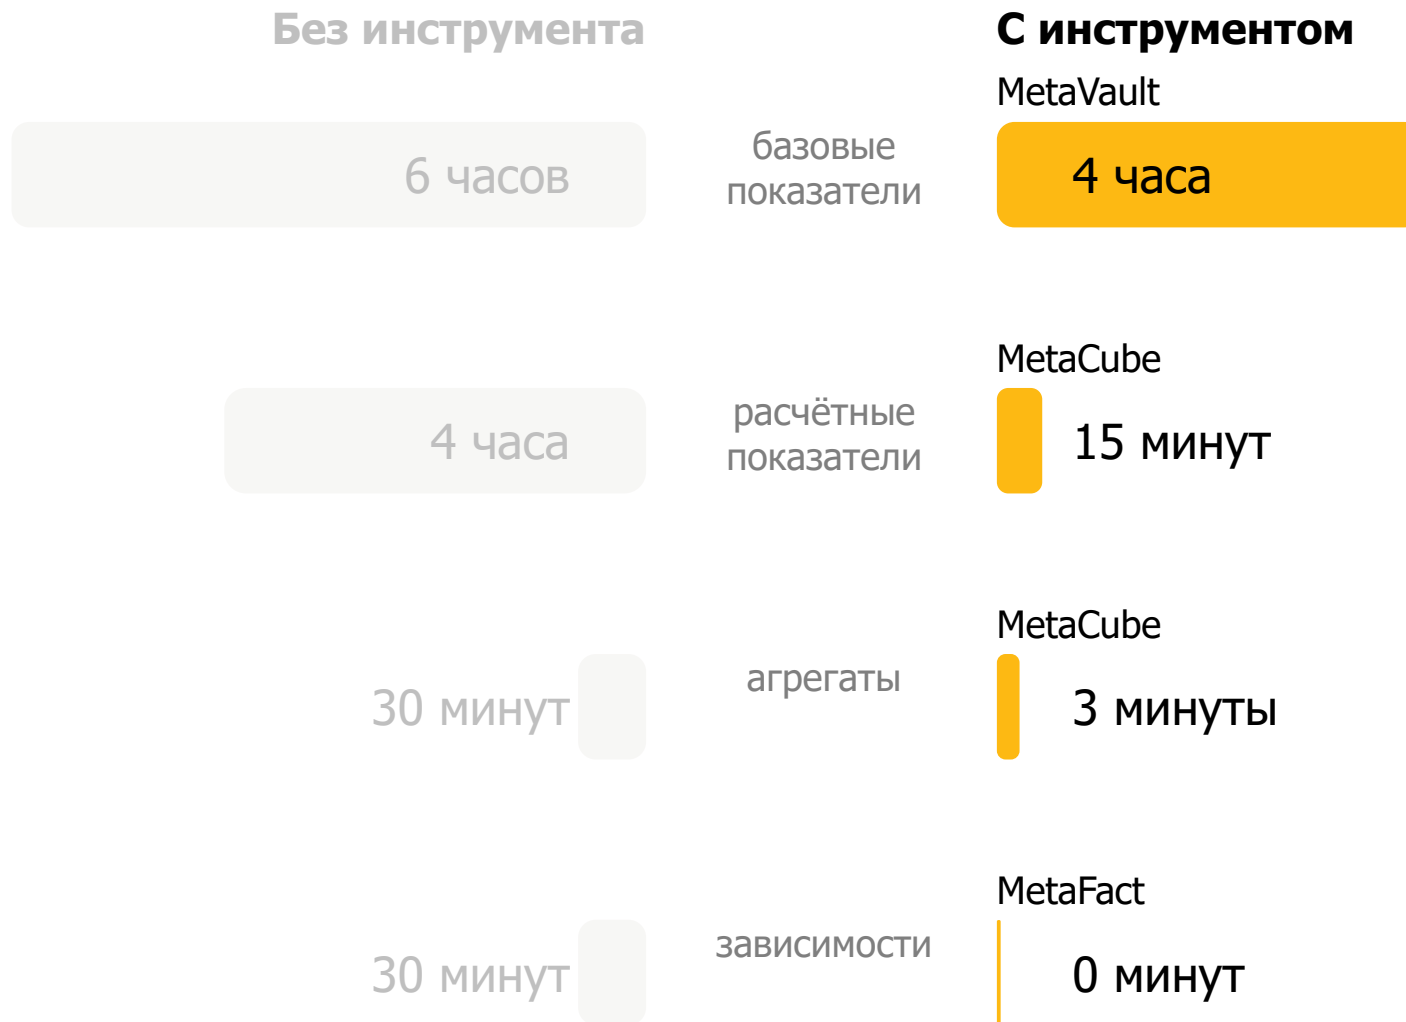 Без инструмента
С инструментом
MetaVault
6 часов
базовые
показатели
4 часа
MetaCube
4 часа
расчётные
показатели
15 минут
MetaCube
30 минут
агрегаты
3 минуты
MetaFact
30 минут
зависимости
0 минут